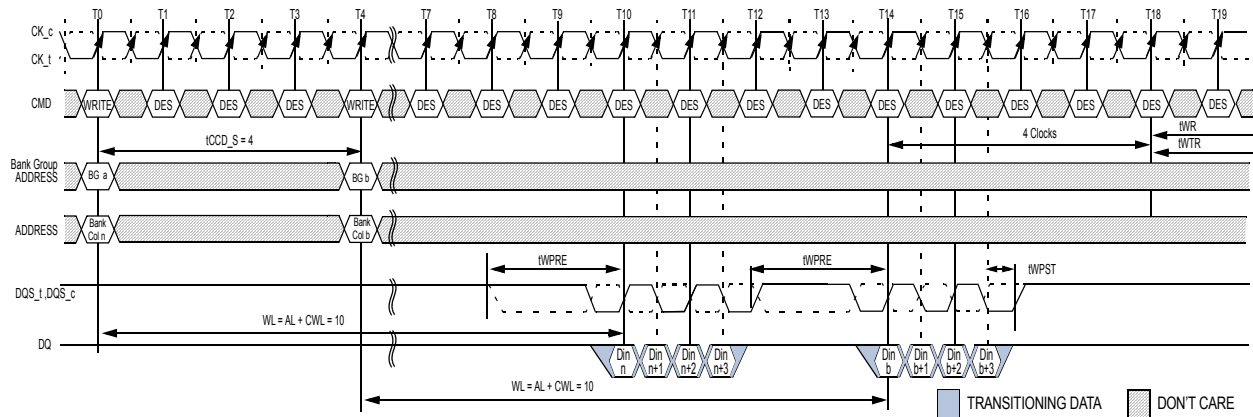 T0 T1 T2 T3 T4 T7 T8 T9 T10 T11 T12 T13 T14 T15 T16 T17 T18 T19
CK_c
CK_t
CMD WRITE DES DES DES WRITE DES DES DES DES DES DES DES DES DES DES DES DES DES
tCCD_S = 4 4 Clocks tWR
tWTR
Bank Group
ADDRESS BG a BG b
ADDRESS Bank
Col n Bank
Col b
tWPRE tWPRE tWPST
DQS_t ,DQS_c
WL = AL + CWL = 10
DQ Din
n Din
n+1 Din
n+2 Din
n+3 Din
b Din
b+1 Din
b+2 Din
b+3
WL = AL + CWL = 10
TRANSITIONING DATA DON'T CARE